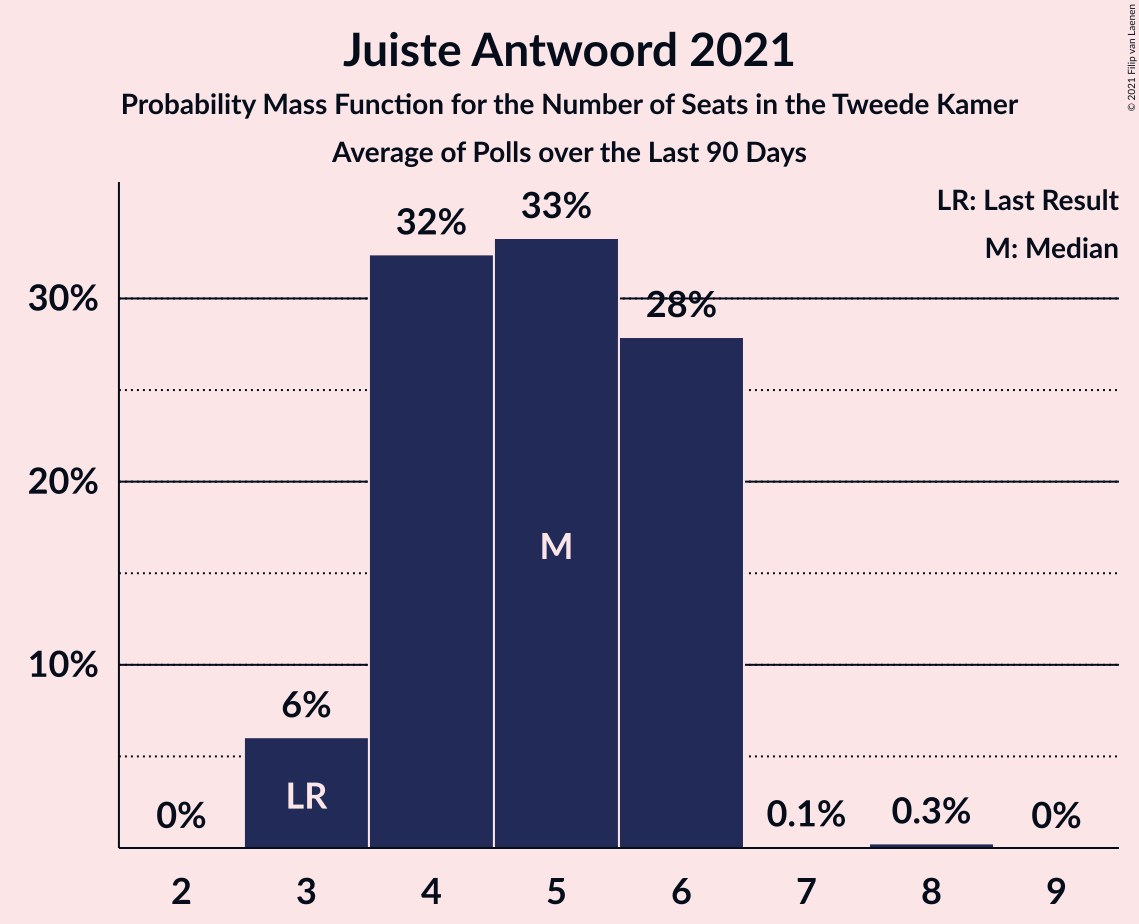 Juiste Antwoord 2021
Probability Mass Function for the Number of Seats in the Tweede Kamer
Average of Polls over the Last 90 Days
© 2021 Filip van Laenen
LR: Last Result
M: Median
33%
32%
30%
28%
20%
M
10%
6%
LR
0%
0.1%
0.3%
0%
2 3 4 5 6 7 8 9